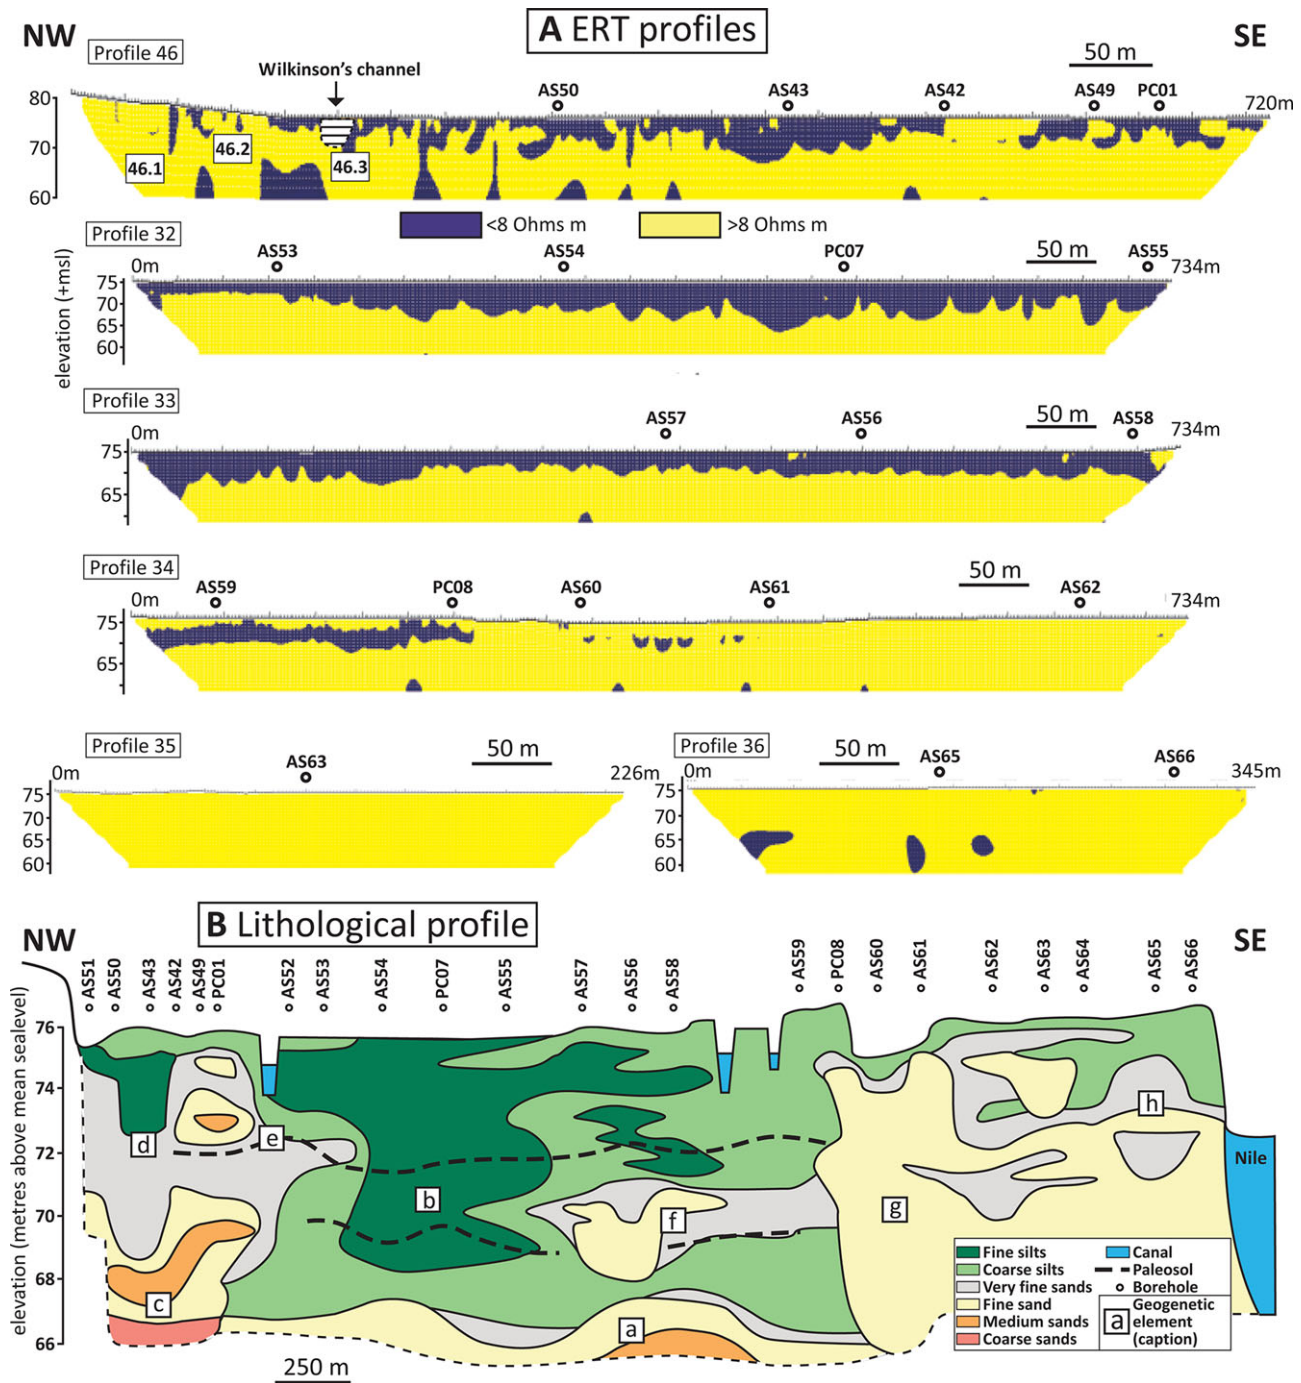 NW
A ERT profiles
SE
Profile 46
50 m
Wilkinson's channel
AS50
AS43
AS42
AS49
PC01
720m
80
70
60
46.1
46.2
46.3
<8 Ohms m
>8 Ohms m
elevation (+msl)
Profile 32
0m
AS53
AS54
PC07
50 m
AS55
734m
75
70
65
60
Profile 33
0m
AS57
AS56
50 m
AS58
734m
75
65
Profile 34
0m
AS59
PC08
AS60
AS61
50 m
AS62
734m
75
65
Profile 35
0m
AS63
50 m
226m
75
70
65
60
Profile 36
0m
50 m
AS65
AS66
345m
75
70
65
60
B Lithological profile
NW
SE
AS51
AS50
AS43
AS42
AS49
PC01
AS52
AS53
AS54
PC07
AS55
AS57
AS56
AS58
AS59
PC08
AS60
AS61
AS62
AS63
AS64
AS65
AS66
elevation (metres above mean sealevel)
76
74
72
70
68
66
d
e
b
c
f
a
g
h
Nile
250 m
Fine silts
Coarse silts
Very fine sands
Fine sand
Medium sands
Coarse sands
Canal
Paleosol
Borehole
a
Geogenetic
element
(caption)